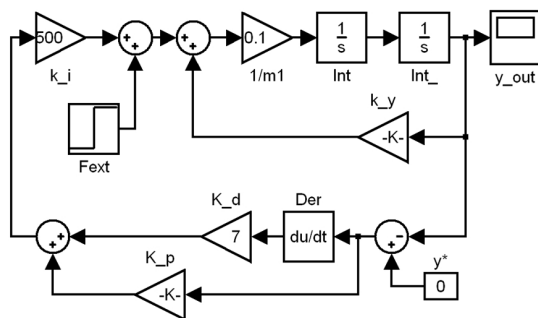 500
k_i
0.1
1/m1
1
s
Int
1
s
Int_
y_out
k_y
-K-
Fext
K_d
7
Der
du/dt
K_p
-K-
y*
0